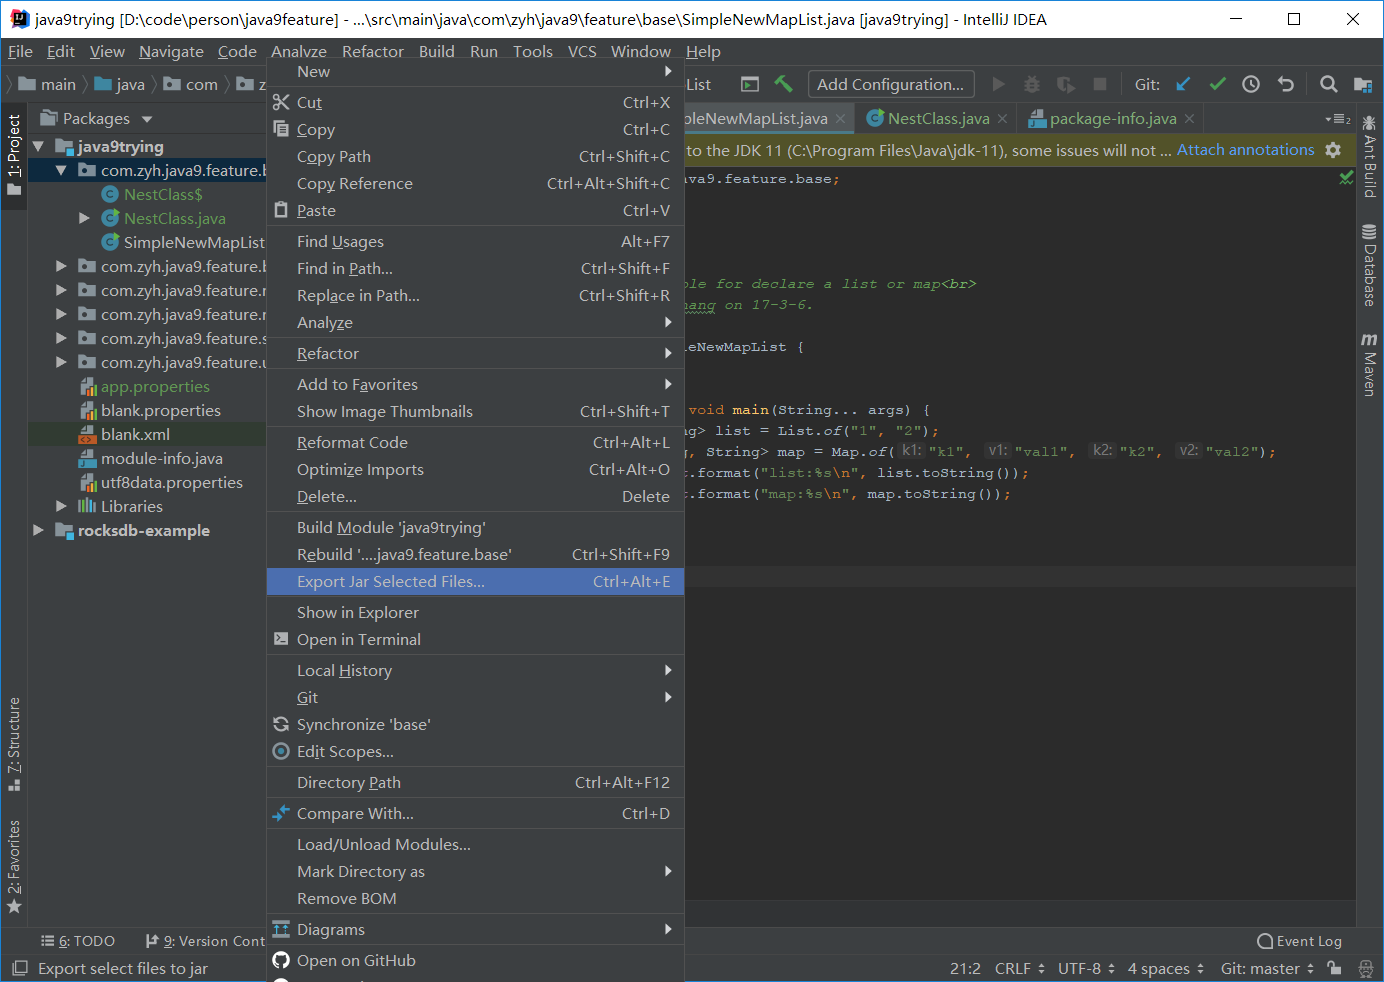 java9trying [D:\code\person\java9feature] - ...\src\main\java\com\zyh\java9\feature\base\SimpleNewMapList.java [java9trying] - IntelliJ IDEA
File Edit View Navigate Code Analyze Refactor Build Run Tools VCS Window Help
main java com z List Add Configuration... Git:
1: Project
7: Structure
2: Favorites
Packages
java9trying
com.zyh.java9.feature.b
NestClass$
NestClass.java
SimpleNewMapList
com.zyh.java9.feature.b
com.zyh.java9.feature.r
com.zyh.java9.feature.r
com.zyh.java9.feature.s
com.zyh.java9.feature.u
app.properties
blank.properties
blank.xml
module-info.java
utf8data.properties
Libraries
rocksdb-example
New
Cut Ctrl+X
Copy Ctrl+C
Copy Path Ctrl+Shift+C
Copy Reference Ctrl+Alt+Shift+C
Paste Ctrl+V
Find Usages Alt+F7
Find in Path... Ctrl+Shift+F
Replace in Path... Ctrl+Shift+R
Analyze
Refactor
Add to Favorites
Show Image Thumbnails Ctrl+Shift+T
Reformat Code Ctrl+Alt+L
Optimize Imports Ctrl+Alt+O
Delete... Delete
Build Module 'java9trying'
Rebuild '....java9.feature.base' Ctrl+Shift+F9
Export Jar Selected Files... Ctrl+Alt+E
Show in Explorer
Open in Terminal
Local History
Git
Synchronize 'base'
Edit Scopes...
Directory Path Ctrl+Alt+F12
Compare With... Ctrl+D
Load/Unload Modules...
Mark Directory as
Remove BOM
Diagrams
Open on GitHub
pleNewMapList.java NestClass.java package-info.java 2
to the JDK 11 (C:\Program Files\Java\jdk-11), some issues will not ... Attach annotations
ava9.feature.base;
ple for declare a list or map<br>
hang on 17-3-6.
leNewMapList {
void main(String... args) {
ng> list = List.of("1", "2");
g, String> map = Map.of( k1: "k1", v1: "val1", k2: "k2", v2: "val2");
t.format("list:%s\n", list.toString());
t.format("map:%s\n", map.toString());
Ant Build
Database
Maven
6: TODO 9: Version Cont Event Log
Export select files to jar 21:2 CRLF UTF-8 4 spaces Git: master